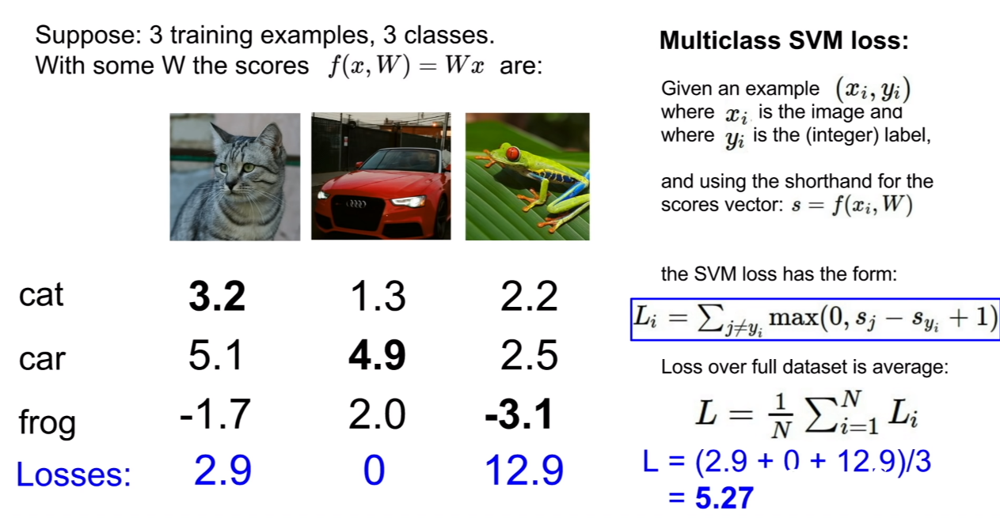 Suppose: 3 training examples, 3 classes.
With some W the scores f(x, W) = Wx are:
cat 3.2 1.3 2.2
car 5.1 4.9 2.5
frog -1.7 2.0 -3.1
Losses: 2.9 0 12.9
Multiclass SVM loss:
Given an example (x_i, y_i)
where x_i is the image and
where y_i is the (integer) label,
and using the shorthand for the
scores vector: s = f(x_i, W)
the SVM loss has the form:
L_i = ∑_{j≠y_i} max(0, s_j − s_{y_i} + 1)
Loss over full dataset is average:
L = \frac{1}{N} ∑_{i=1}^{N} L_i
L = (2.9 + 0 + 12.9)/3
= 5.27